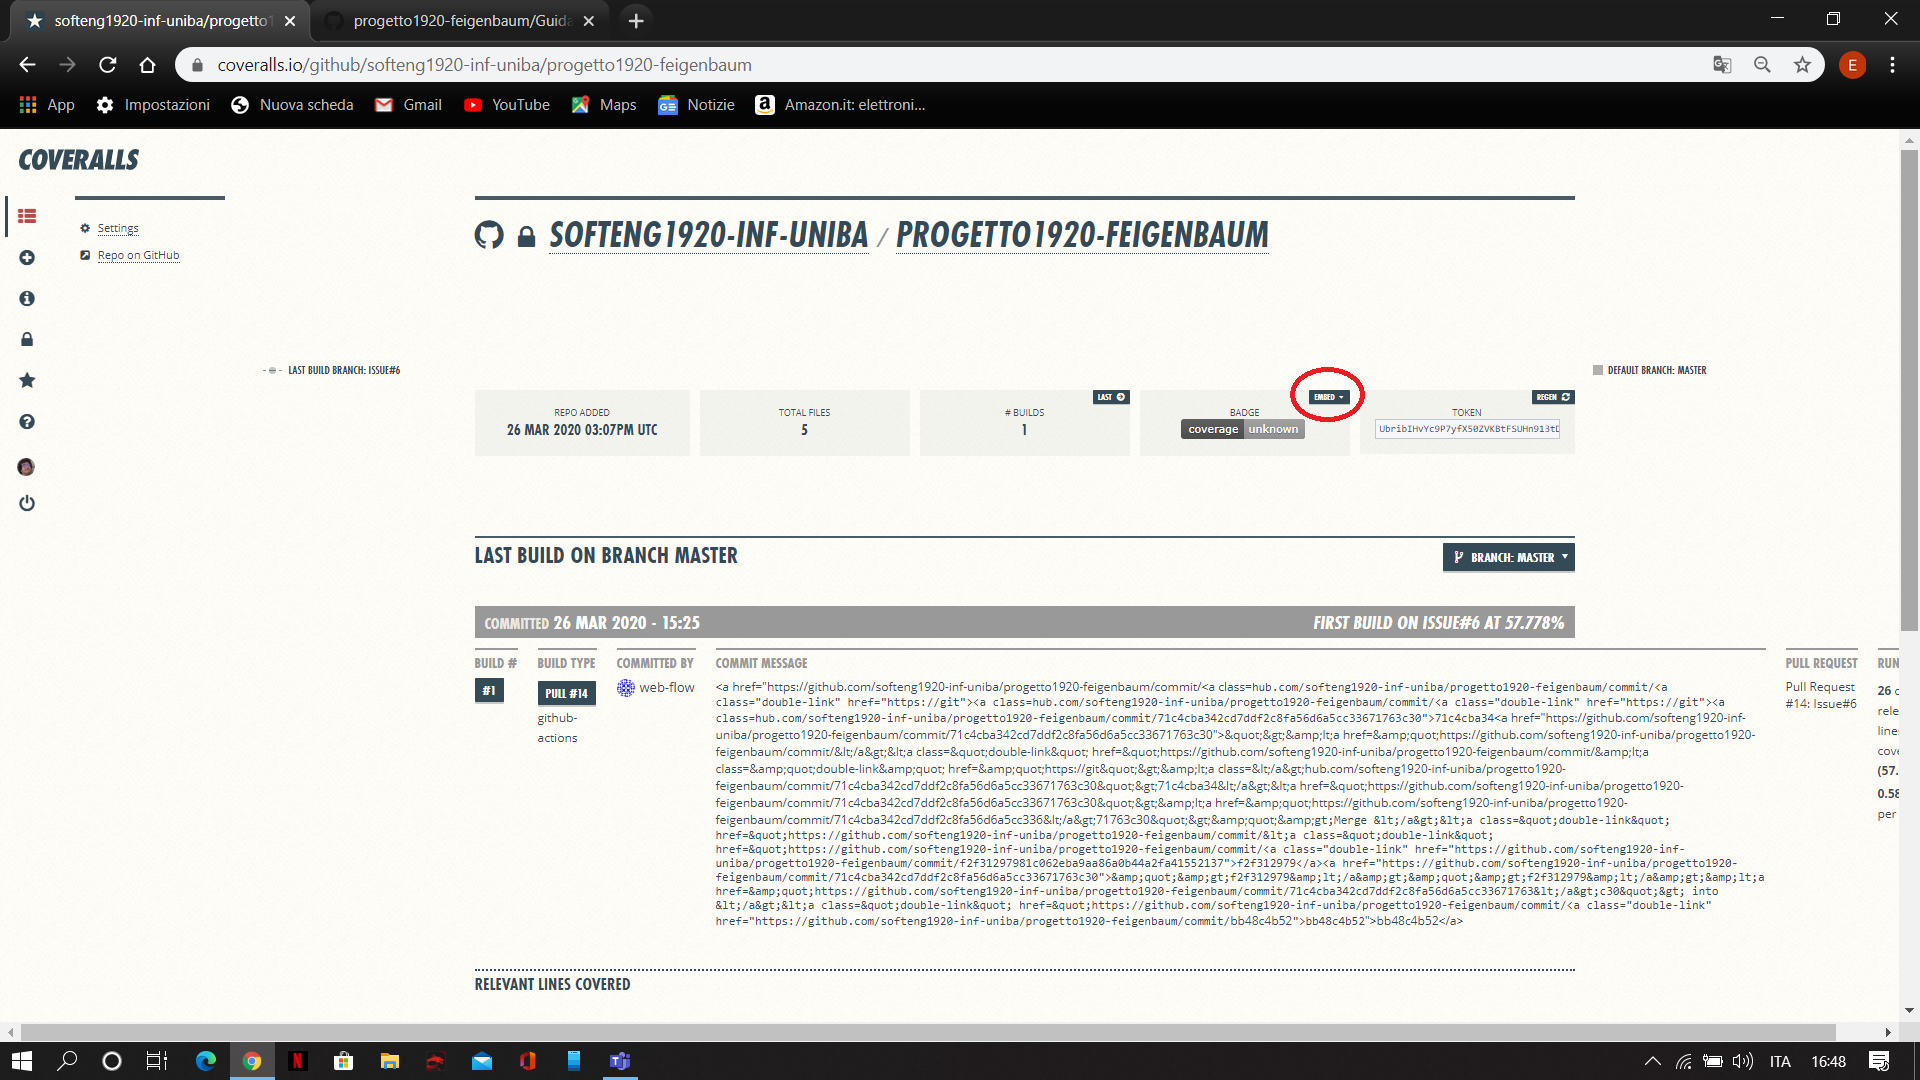 softeng1920-inf-uniba/progetto1
progetto1920-feigenbaum/Guida
coveralls.io/github/softeng1920-inf-uniba/progetto1920-feigenbaum
E
App
Impostazioni
Nuova scheda
Gmail
YouTube
Maps
Notizie
Amazon.it: elettroni...
COVERALLS
Settings
Repo on GitHub
SOFTENG1920-INF-UNIBA / PROGETTO1920-FEIGENBAUM
LAST BUILD BRANCH: ISSUE#6
DEFAULT BRANCH: MASTER
REPO ADDED
26 MAR 2020 03:07PM UTC
TOTAL FILES
5
LAST
# BUILDS
1
EMBED
BADGE
coverage unknown
REGEN
TOKEN
LAST BUILD ON BRANCH MASTER
BRANCH: MASTER
COMMITTED 26 MAR 2020 - 15:25
FIRST BUILD ON ISSUE#6 AT 57.778%
BUILD #
BUILD TYPE
COMMITTED BY
COMMIT MESSAGE
PULL REQUEST
RUN
#1
PULL #14
github-
actions
web-flow
<a href="https://github.com/softeng1920-inf-uniba/progetto1920-feigenbaum/commit/<a class=hub.com/softeng1920-inf-uniba/progetto1920-feigenbaum/commit/<a
class="double-link" href="https://git"><a class=hub.com/softeng1920-inf-uniba/progetto1920-feigenbaum/commit/<a class="double-link" href="https://git"><a
class=hub.com/softeng1920-inf-uniba/progetto1920-feigenbaum/commit/71c4cba342cd7ddf2c8fa56d6a5cc33671763c30">71c4cba34<a href="https://github.com/softeng1920-inf-
uniba/progetto1920-feigenbaum/commit/71c4cba342cd7ddf2c8fa56d6a5cc33671763c30">&quot;&gt;&amp;lt;a href=&amp;quot;https://github.com/softeng1920-inf-uniba/progetto1920-
feigenbaum/commit/&lt;/a&gt;&lt;a class=&quot;double-link&quot; href=&quot;https://github.com/softeng1920-inf-uniba/progetto1920-feigenbaum/commit/&amp;lt;a
class=&amp;quot;double-link&amp;quot; href=&amp;quot;https://git&quot;&gt;&amp;lt;a class=&lt;/a&gt;hub.com/softeng1920-inf-uniba/progetto1920-
feigenbaum/commit/71c4cba342cd7ddf2c8fa56d6a5cc33671763c30&quot;&gt;71c4cba34&lt;/a&gt;&lt;a href=&quot;https://github.com/softeng1920-inf-uniba/progetto1920-
feigenbaum/commit/71c4cba342cd7ddf2c8fa56d6a5cc33671763c30&quot;&gt;&amp;lt;a href=&amp;quot;https://github.com/softeng1920-inf-uniba/progetto1920-
feigenbaum/commit/71c4cba342cd7ddf2c8fa56d6a5cc336&lt;/a&gt;71763c30&quot;&gt;&amp;quot;&amp;gt;Merge &lt;/a&gt;&lt;a class=&quot;double-link&quot;
href=&quot;https://github.com/softeng1920-inf-uniba/progetto1920-feigenbaum/commit/&lt;a class=&quot;double-link&quot;
href=&quot;https://github.com/softeng1920-inf-uniba/progetto1920-feigenbaum/commit/<a class="double-link" href="https://github.com/softeng1920-inf-
uniba/progetto1920-feigenbaum/commit/f2f31297981c062eba9aa86a0b44a2fa41552137">f2f312979</a><a href="https://github.com/softeng1920-inf-uniba/progetto1920-
feigenbaum/commit/71c4cba342cd7ddf2c8fa56d6a5cc33671763c30">&amp;quot;&amp;gt;f2f312979&amp;lt;/a&amp;gt;&amp;quot;&amp;gt;f2f312979&amp;lt;/a&amp;gt;&amp;lt;a
href=&amp;quot;https://github.com/softeng1920-inf-uniba/progetto1920-feigenbaum/commit/71c4cba342cd7ddf2c8fa56d6a5cc33671763&lt;/a&gt;c30&quot;&gt; into
&lt;/a&gt;&lt;a class=&quot;double-link&quot; href=&quot;https://github.com/softeng1920-inf-uniba/progetto1920-feigenbaum/commit/<a class="double-link"
href="https://github.com/softeng1920-inf-uniba/progetto1920-feigenbaum/commit/bb48c4b52">bb48c4b52">bb48c4b52</a>
Pull Request
#14: Issue#6
26
rele
line
cove
(57.
0.58
per
RELEVANT LINES COVERED
ITA
16:48